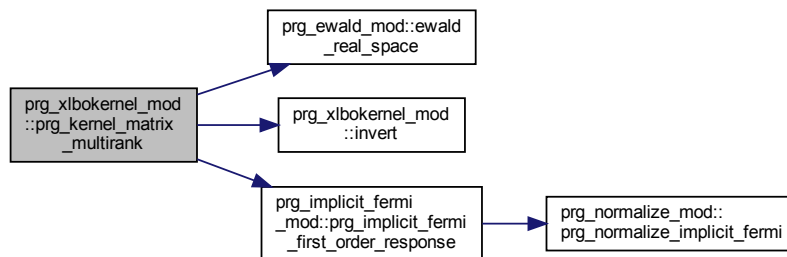 prg_xlbokernel_mod
::prg_kernel_matrix
_multirank
prg_ewald_mod::ewald
_real_space
prg_xlbokernel_mod
::invert
prg_implicit_fermi
_mod::prg_implicit_fermi
_first_order_response
prg_normalize_mod::
prg_normalize_implicit_fermi